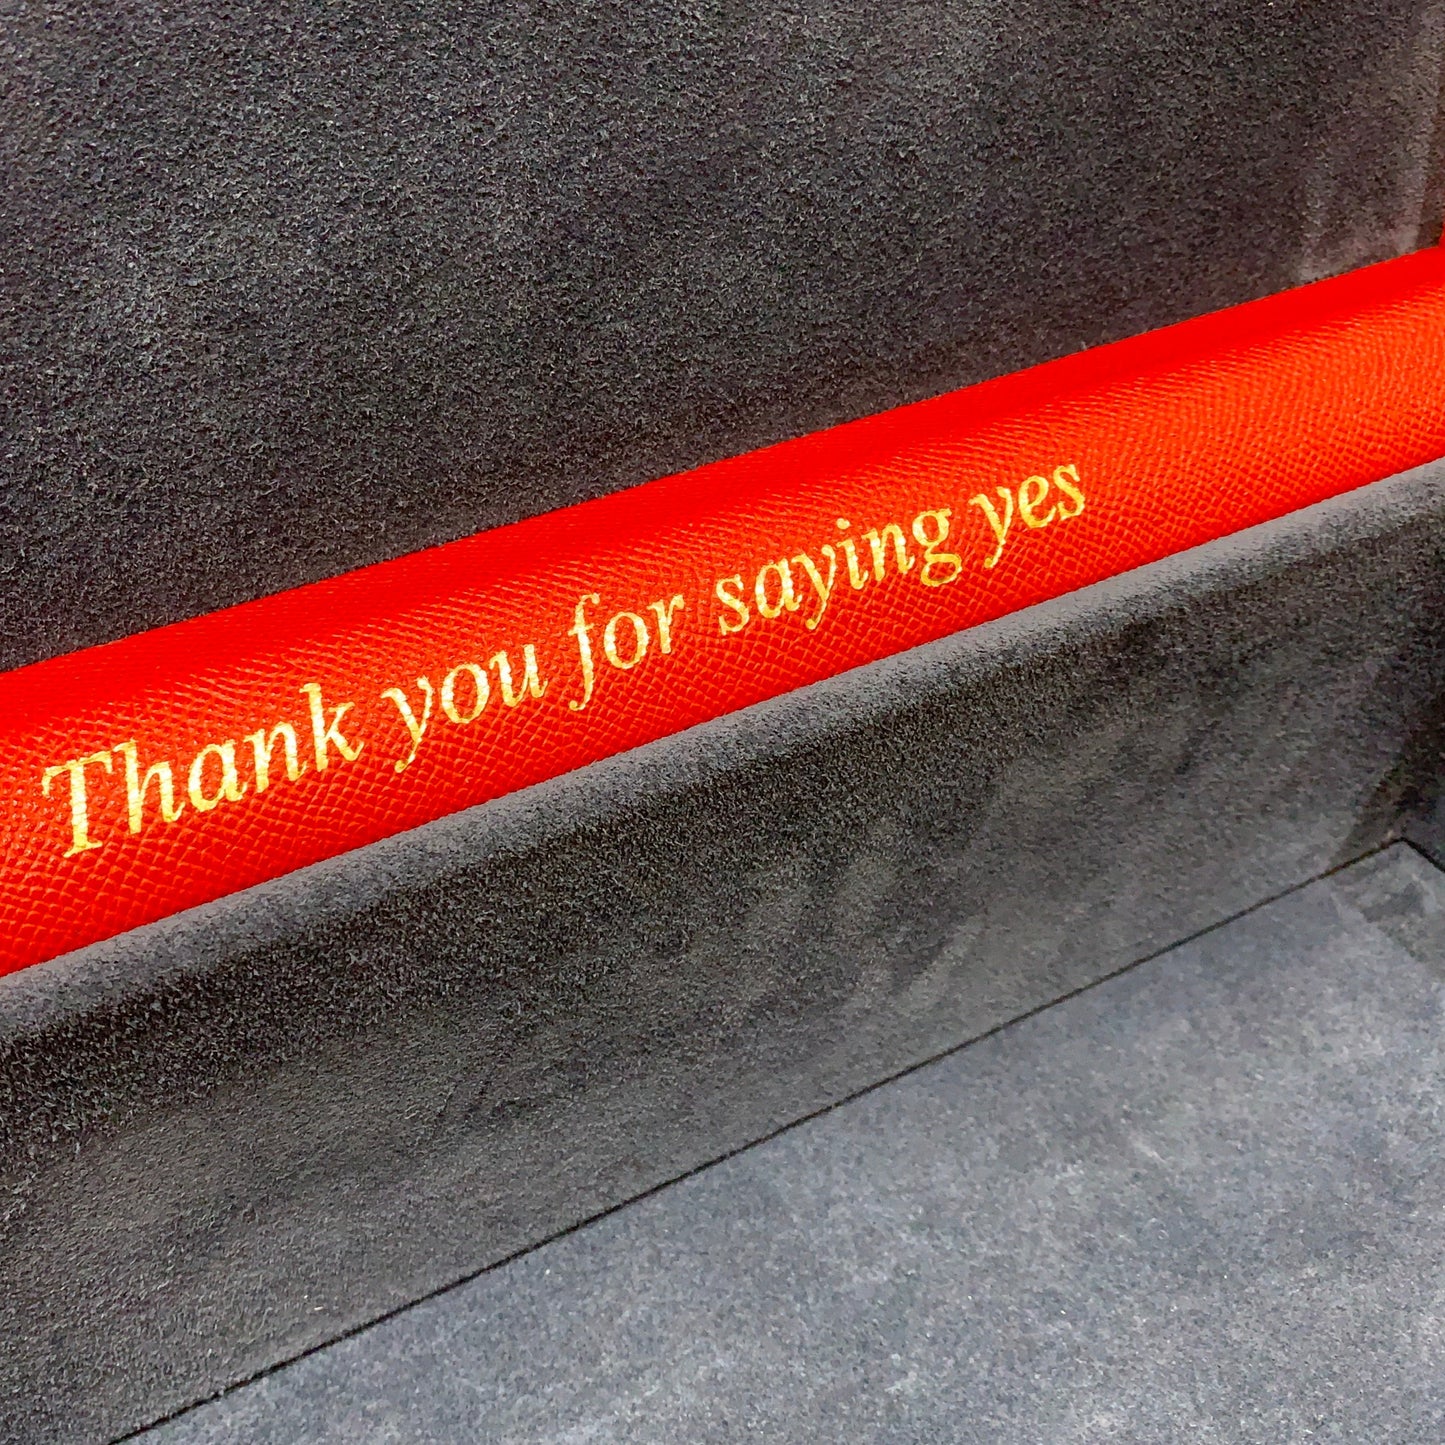 Thank you for saying yes